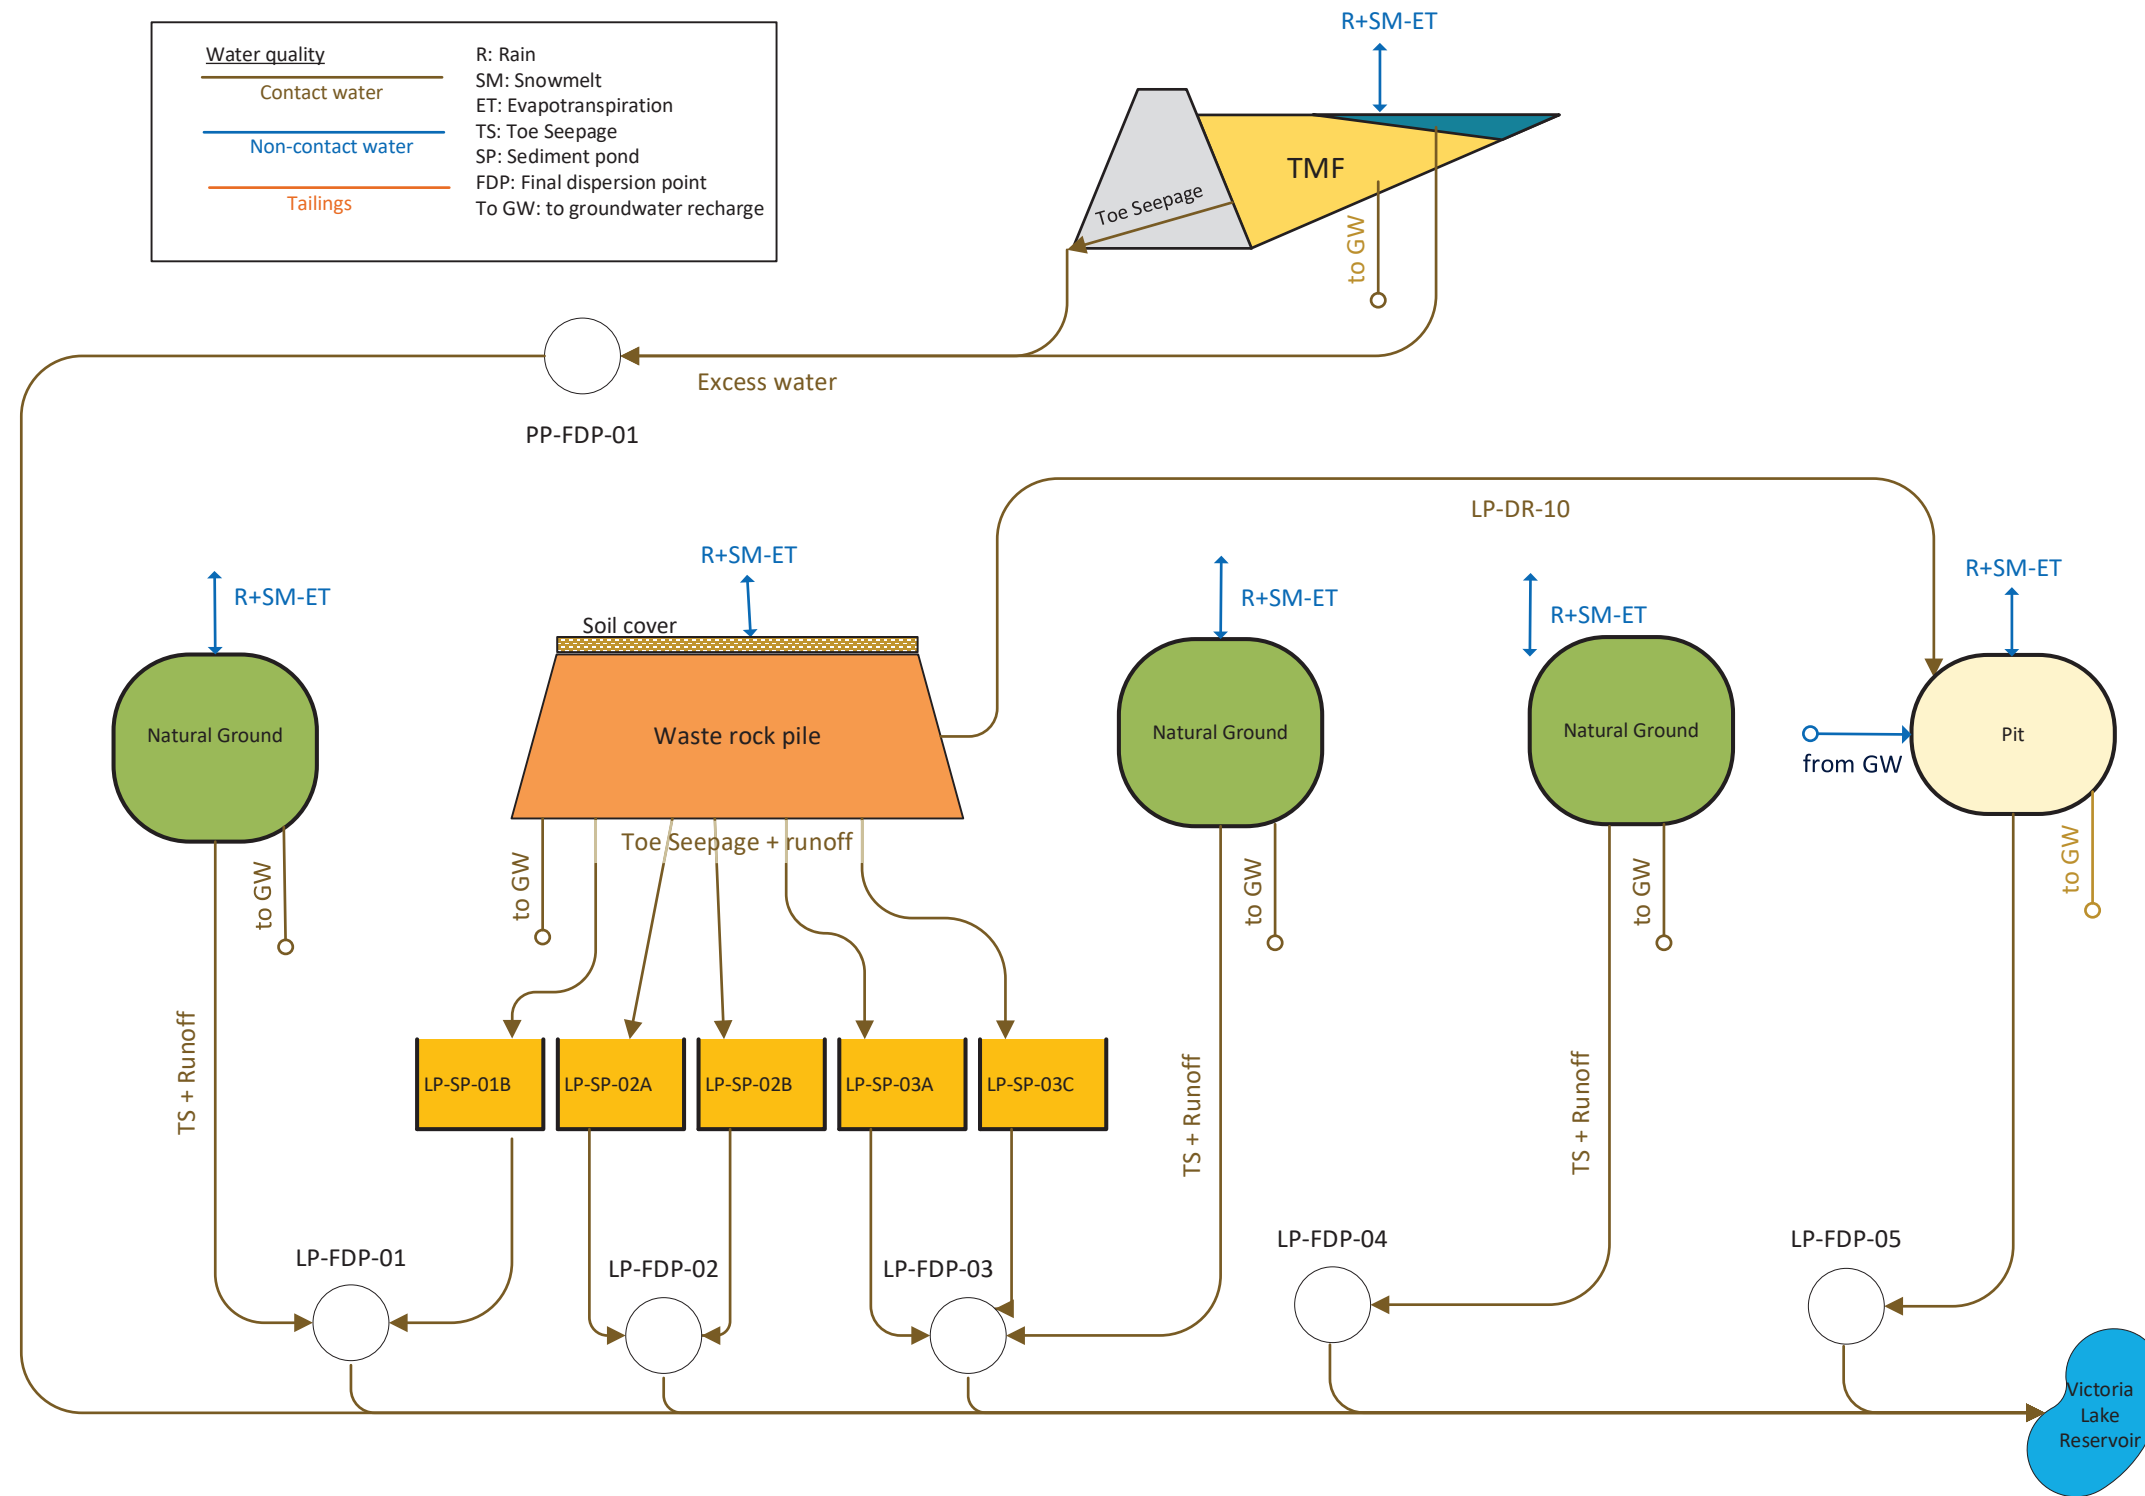 Water quality
Contact water
Non-contact water
Tailings
R: Rain
SM: Snowmelt
ET: Evapotranspiration
TS: Toe Seepage
SP: Sediment pond
FDP: Final dispersion point
To GW: to groundwater recharge
R+SM-ET
TMF
Toe Seepage
to GW
Excess water
PP-FDP-01
LP-DR-10
R+SM-ET
R+SM-ET
R+SM-ET
R+SM-ET
R+SM-ET
Soil cover
Natural Ground
Waste rock pile
Natural Ground
Natural Ground
Pit
from GW
Toe Seepage + runoff
to GW
to GW
to GW
to GW
to GW
TS + Runoff
LP-SP-01B
LP-SP-02A
LP-SP-02B
LP-SP-03A
LP-SP-03C
TS + Runoff
TS + Runoff
LP-FDP-01
LP-FDP-02
LP-FDP-03
LP-FDP-04
LP-FDP-05
Victoria
Lake
Reservoir